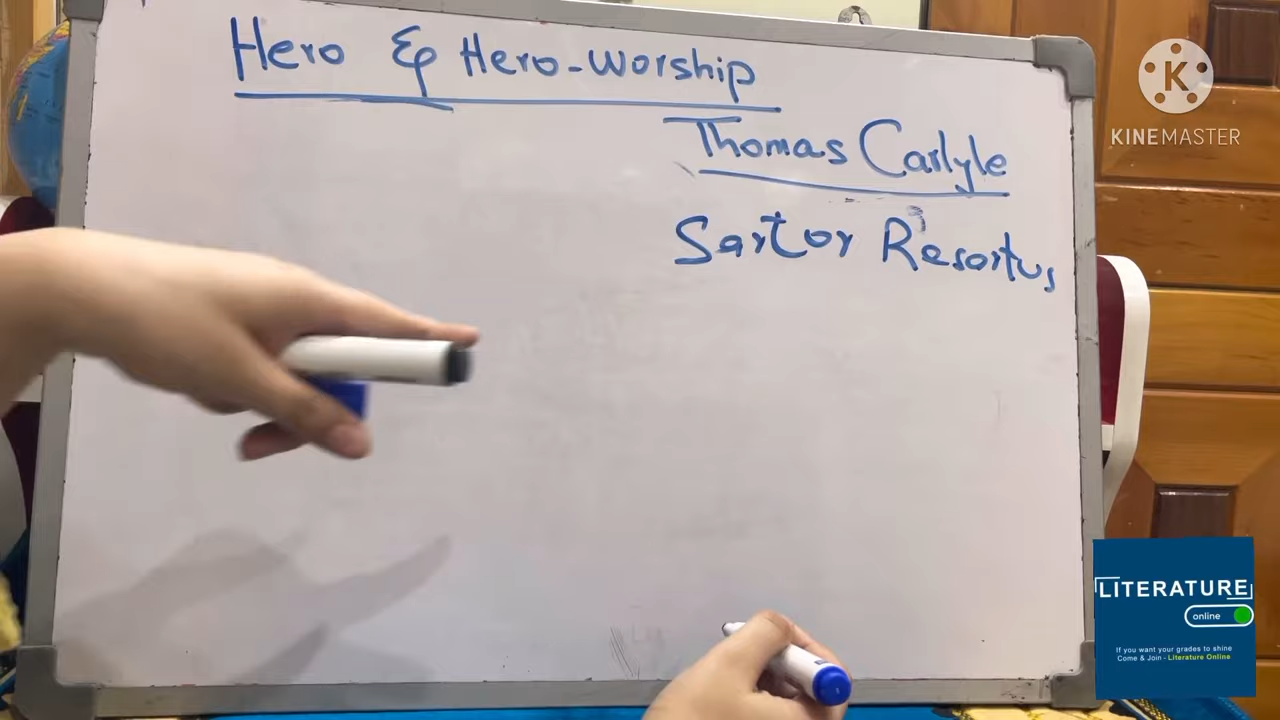 Hero & Hero-worship
Thomas Carlyle
Sartor Resartus
K
KINEMASTER
LITERATURE
online
If you want your grades to shine
Come & Join - Literature Online